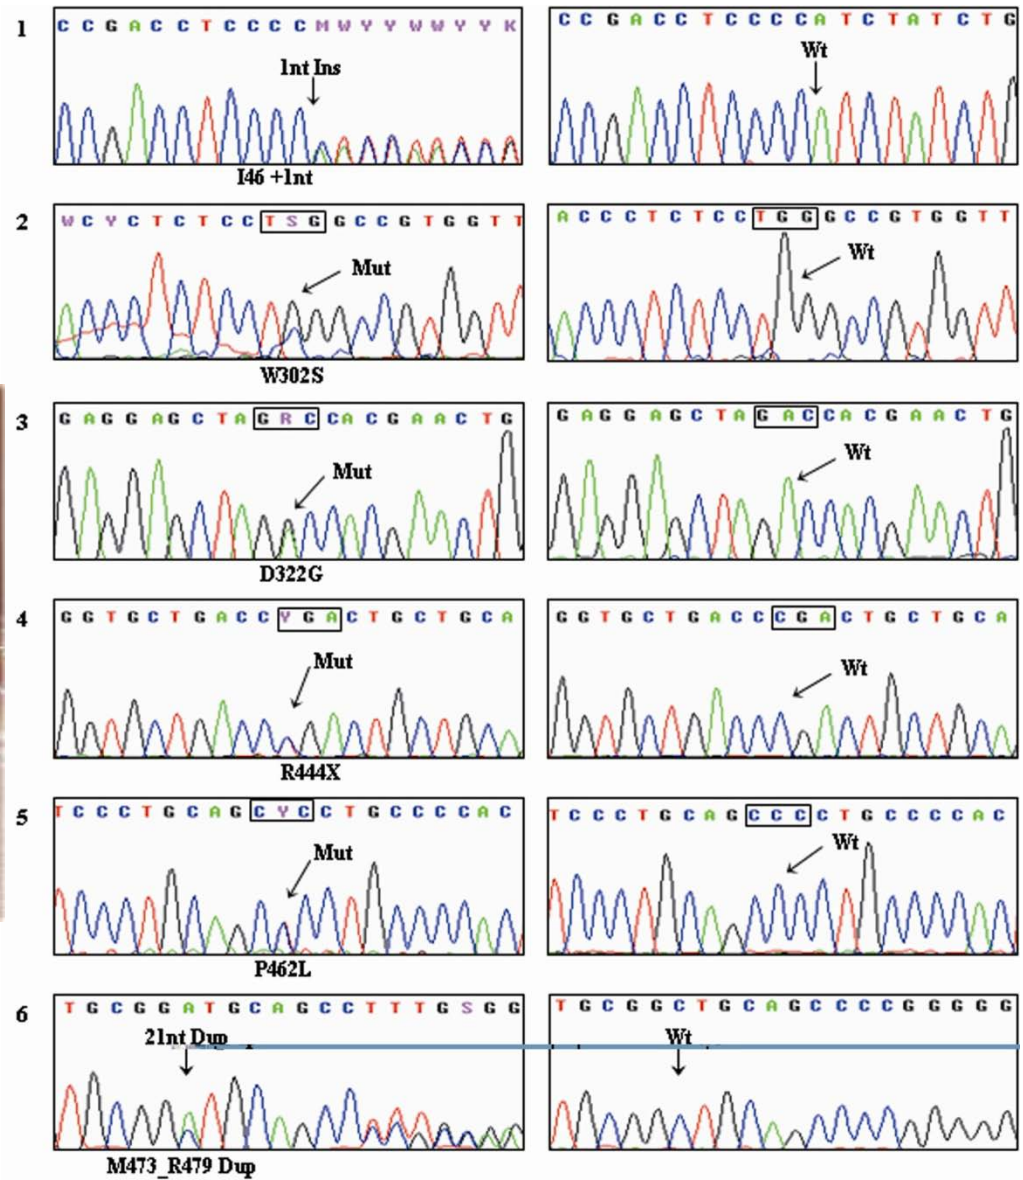 1
C C G A C C T C C C C M W Y Y W W Y Y K
1nt Ins
I46 +1nt
C C G A C C T C C C C A T C T A T C T G
Wt
2
W C Y C T C T C C T S G G C C G T G G T T
Mut
W302S
A C C C T C T C C T G G G C C G T G G T T
Wt
3
G A G G A G C T A G R C C A C G A A C T G
Mut
D322G
G A G G A G C T A G A C C A C G A A C T G
Wt
4
G G T G C T G A C C Y G A C T G C T G C A
Mut
R444X
G G T G C T G A C C C G A C T G C T G C A
Wt
5
T C C C T G C A G C Y C C T G C C C C A C
Mut
P462L
T C C C T G C A G C C C C T G C C C C A C
Wt
6
T G C G G A T G C A G C C T T T G S G G
21nt Dup
M473_R479 Dup
T G C G G C T G C A G C C C C G G G G G
Wt